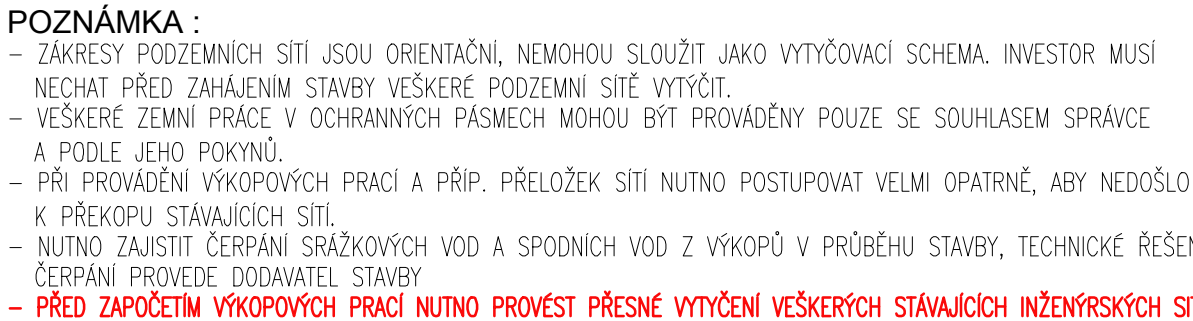 POZNÁMKA :
– ZÁKRESY PODZEMNÍCH SÍTÍ JSOU ORIENTAČNÍ, NEMOHOU SLOUŽIT JAKO VYTYČOVACÍ SCHEMA. INVESTOR MUSÍ
NECHAT PŘED ZAHÁJENÍM STAVBY VEŠKERÉ PODZEMNÍ SÍTĚ VYTÝČIT.
– VEŠKERÉ ZEMNÍ PRÁCE V OCHRANNÝCH PÁSMECH MOHOU BÝT PROVÁDĚNY POUZE SE SOUHLASEM SPRÁVCE
A PODLE JEHO POKYNŮ.
– PŘI PROVÁDĚNÍ VÝKOPOVÝCH PRACÍ A PŘÍP. PŘELOŽEK SÍTÍ NUTNO POSTUPOVAT VELMI OPATRNĚ, ABY NEDOŠLO
K PŘEKOPU STÁVAJÍCÍCH SÍTÍ.
– NUTNO ZAJISTIT ČERPÁNÍ SRÁŽKOVÝCH VOD A SPODNÍCH VOD Z VÝKOPŮ V PRŮBĚHU STAVBY, TECHNICKÉ ŘEŠEN
ČERPÁNÍ PROVEDE DODAVATEL STAVBY
– PŘED ZAPOČETÍM VÝKOPOVÝCH PRACÍ NUTNO PROVÉST PŘESNÉ VYTYČENÍ VEŠKERÝCH STÁVAJÍCÍCH INŽENÝRSKÝCH SÍT